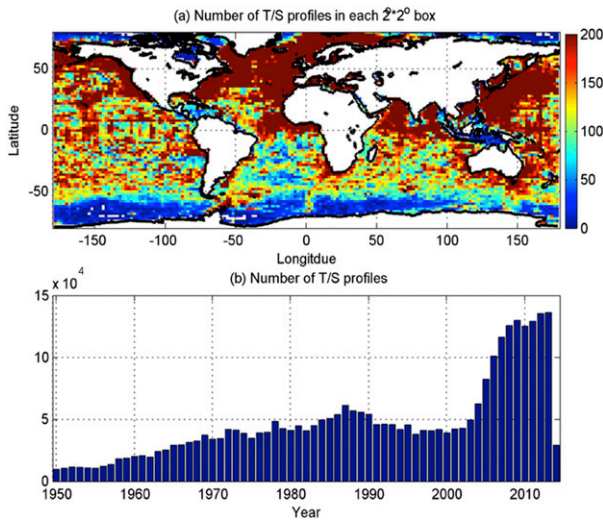 (a) Number of T/S profiles in each 2°*2° box
200
150
100
50
0
50
0
-50
Latitude
-150 -100 -50 0 50 100 150
Longitdue
(b) Number of T/S profiles
x 10^4
15
10
5
0
1950 1960 1970 1980 1990 2000 2010
Year